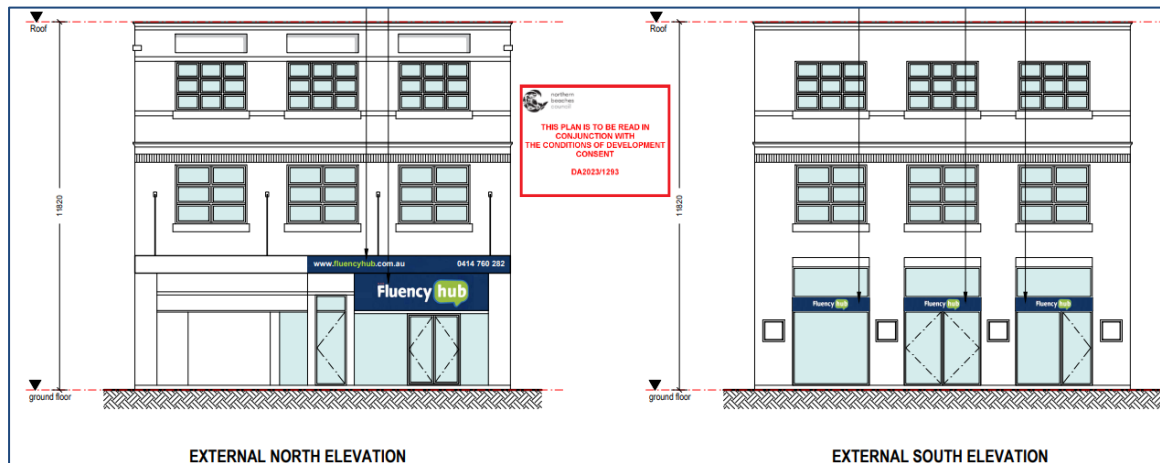 Roof
11820
www.fluencyhub.com.au 0414 760 282
Fluency hub
ground floor
EXTERNAL NORTH ELEVATION
northern
beaches
council
THIS PLAN IS TO BE READ IN
CONJUNCTION WITH
THE CONDITIONS OF DEVELOPMENT
CONSENT
DA2023/1293
Roof
11820
Fluency hub
Fluency hub
Fluency hub
ground floor
EXTERNAL SOUTH ELEVATION